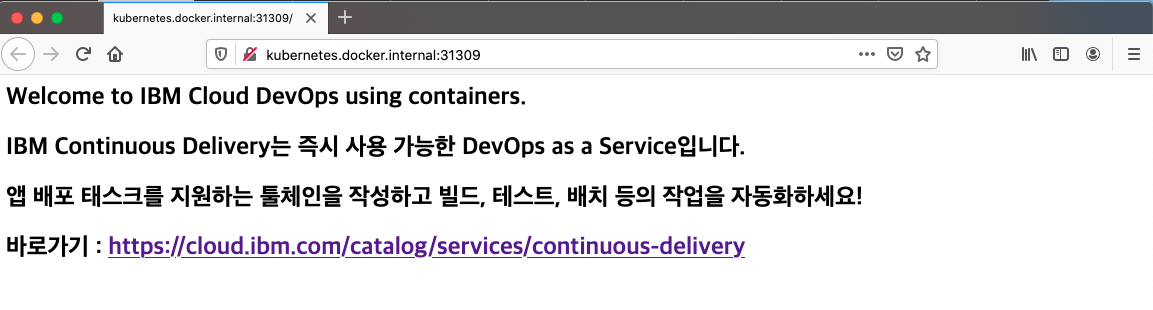 kubernetes.docker.internal:31309/
kubernetes.docker.internal:31309
Welcome to IBM Cloud DevOps using containers.
IBM Continuous Delivery는 즉시 사용 가능한 DevOps as a Service입니다.
앱 배포 태스크를 지원하는 툴체인을 작성하고 빌드, 테스트, 배치 등의 작업을 자동화하세요!
바로가기 : https://cloud.ibm.com/catalog/services/continuous-delivery